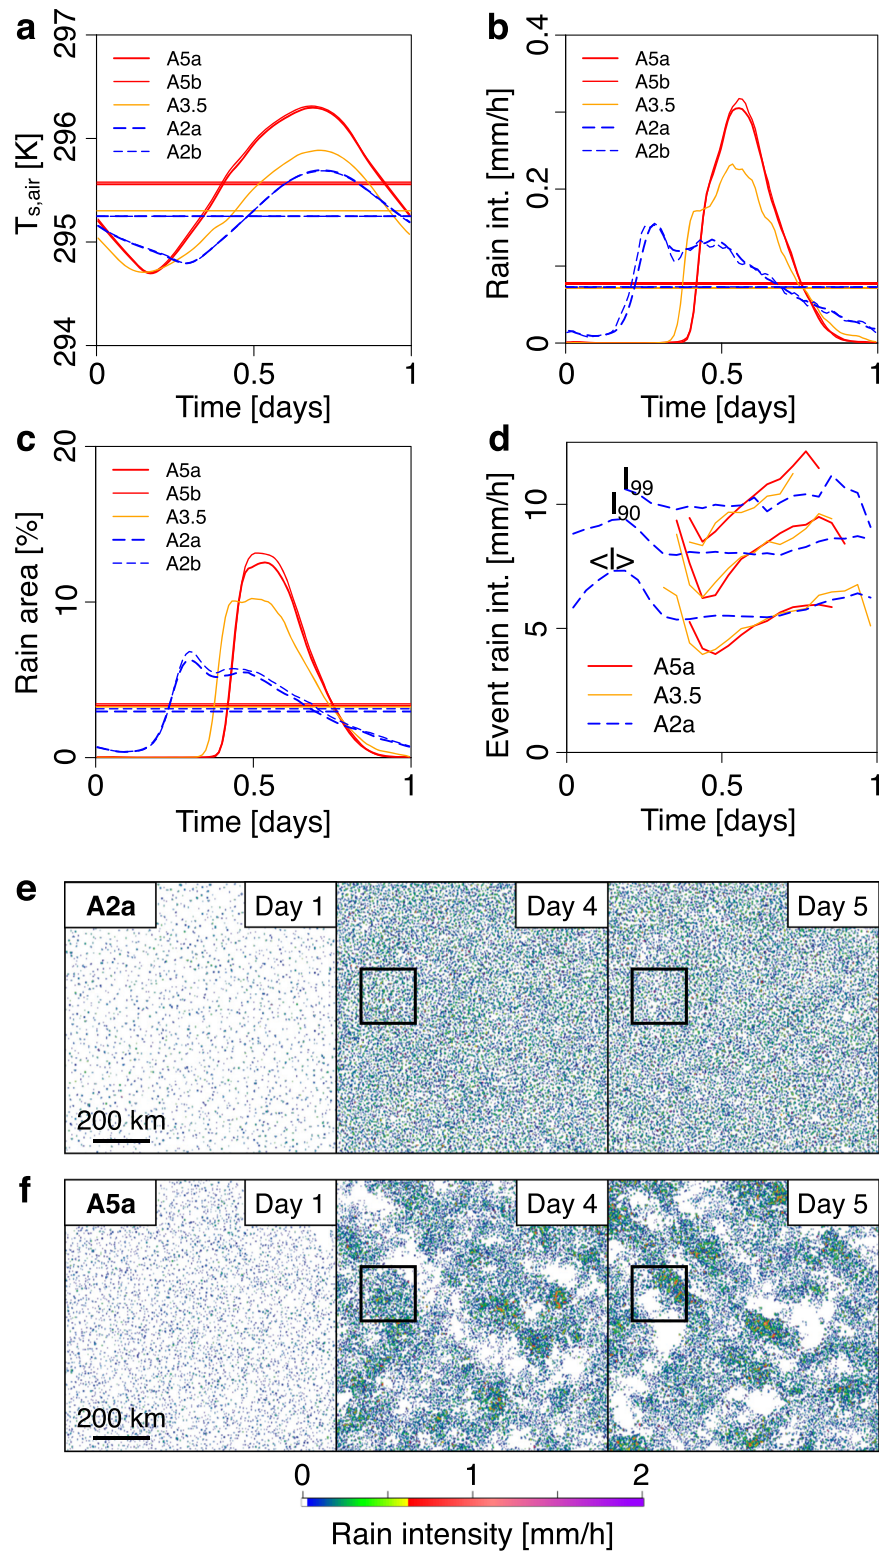 a
297
296
295
294
T_s,air [K]
A5a
A5b
A3.5
A2a
A2b
0
0.5
1
Time [days]
b
0.4
0.2
0
Rain int. [mm/h]
A5a
A5b
A3.5
A2a
A2b
0
0.5
1
Time [days]
c
20
10
0
Rain area [%]
A5a
A5b
A3.5
A2a
A2b
0
0.5
1
Time [days]
d
10
5
0
Event rain int. [mm/h]
I99
I90
<I>
A5a
A3.5
A2a
0
0.5
1
Time [days]
e
A2a
Day 1
Day 4
Day 5
200 km
f
A5a
Day 1
Day 4
Day 5
200 km
0
1
2
Rain intensity [mm/h]